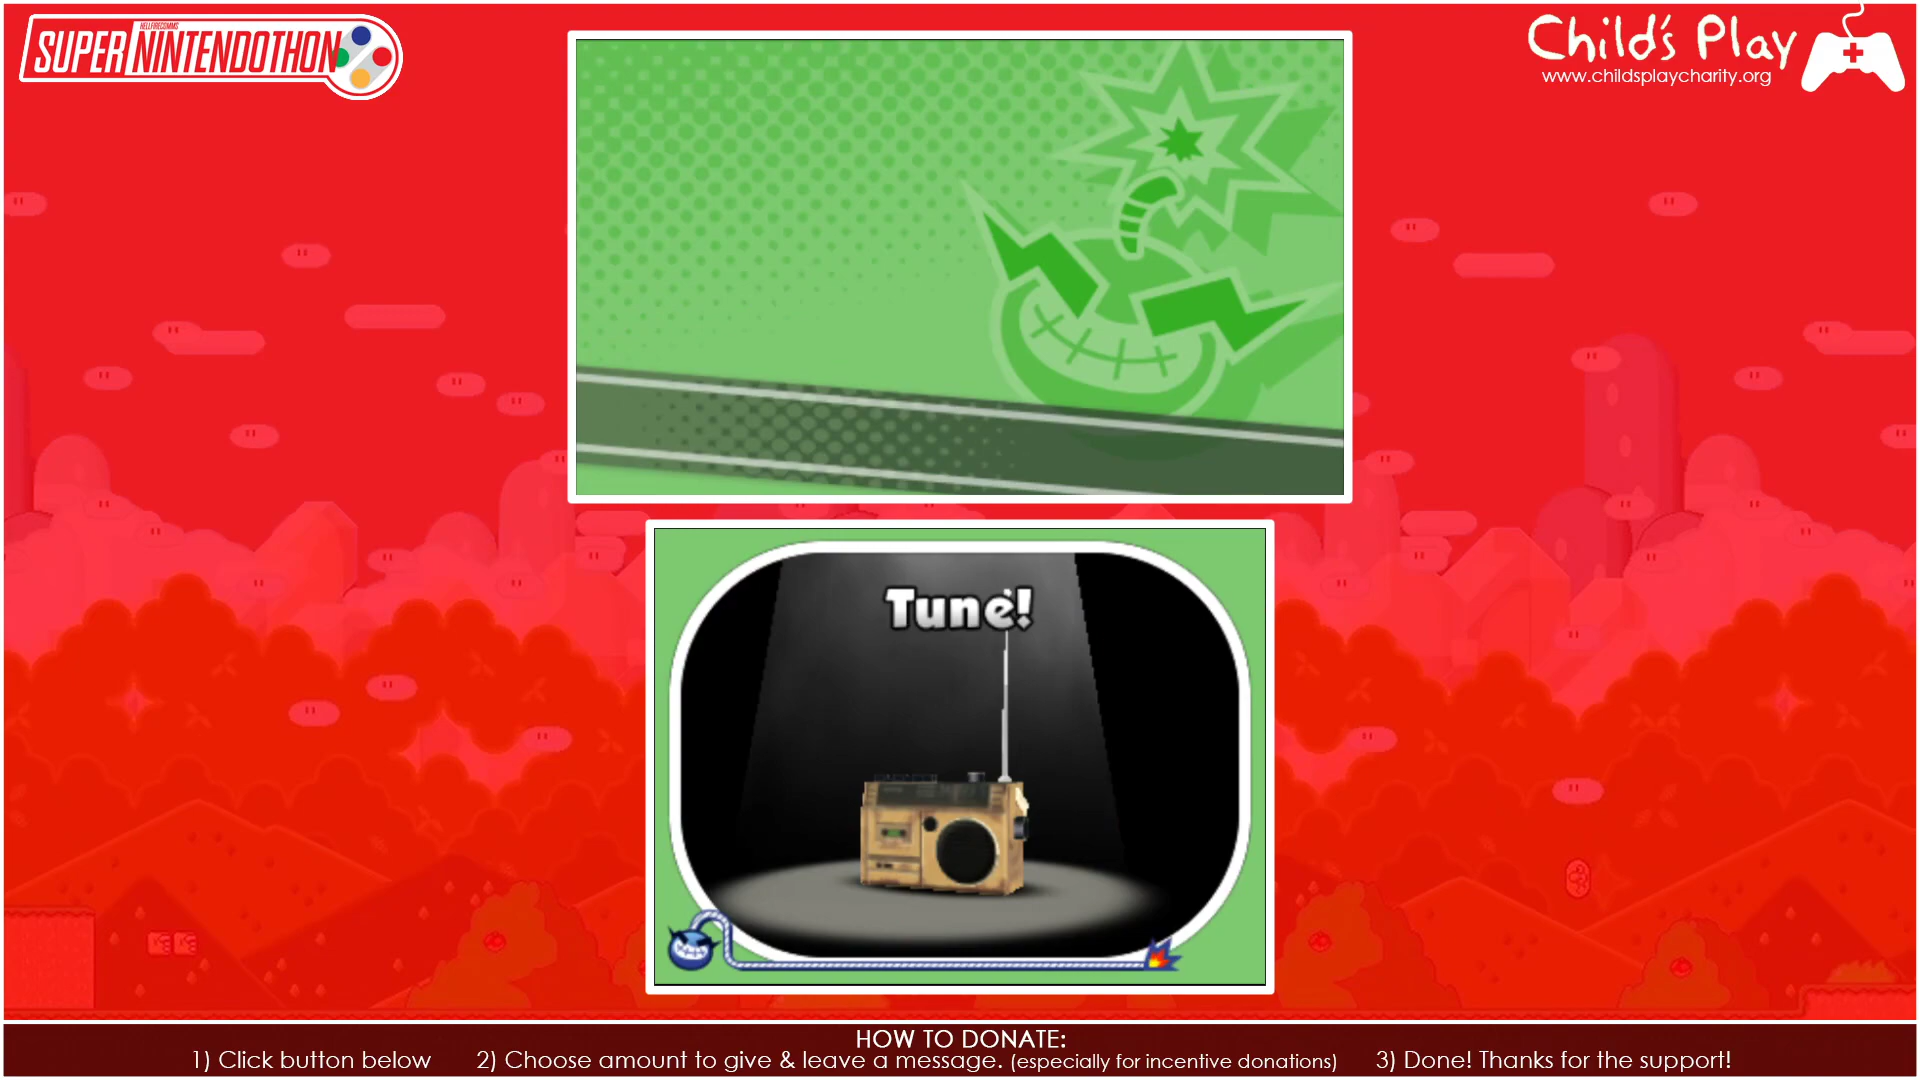 HELLFIRECOMMS
SUPER NINTENDOTHON
Child's Play
www.childsplaycharity.org
Tune!
HOW TO DONATE:
1) Click button below 2) Choose amount to give & leave a message. (especially for incentive donations) 3) Done! Thanks for the support!